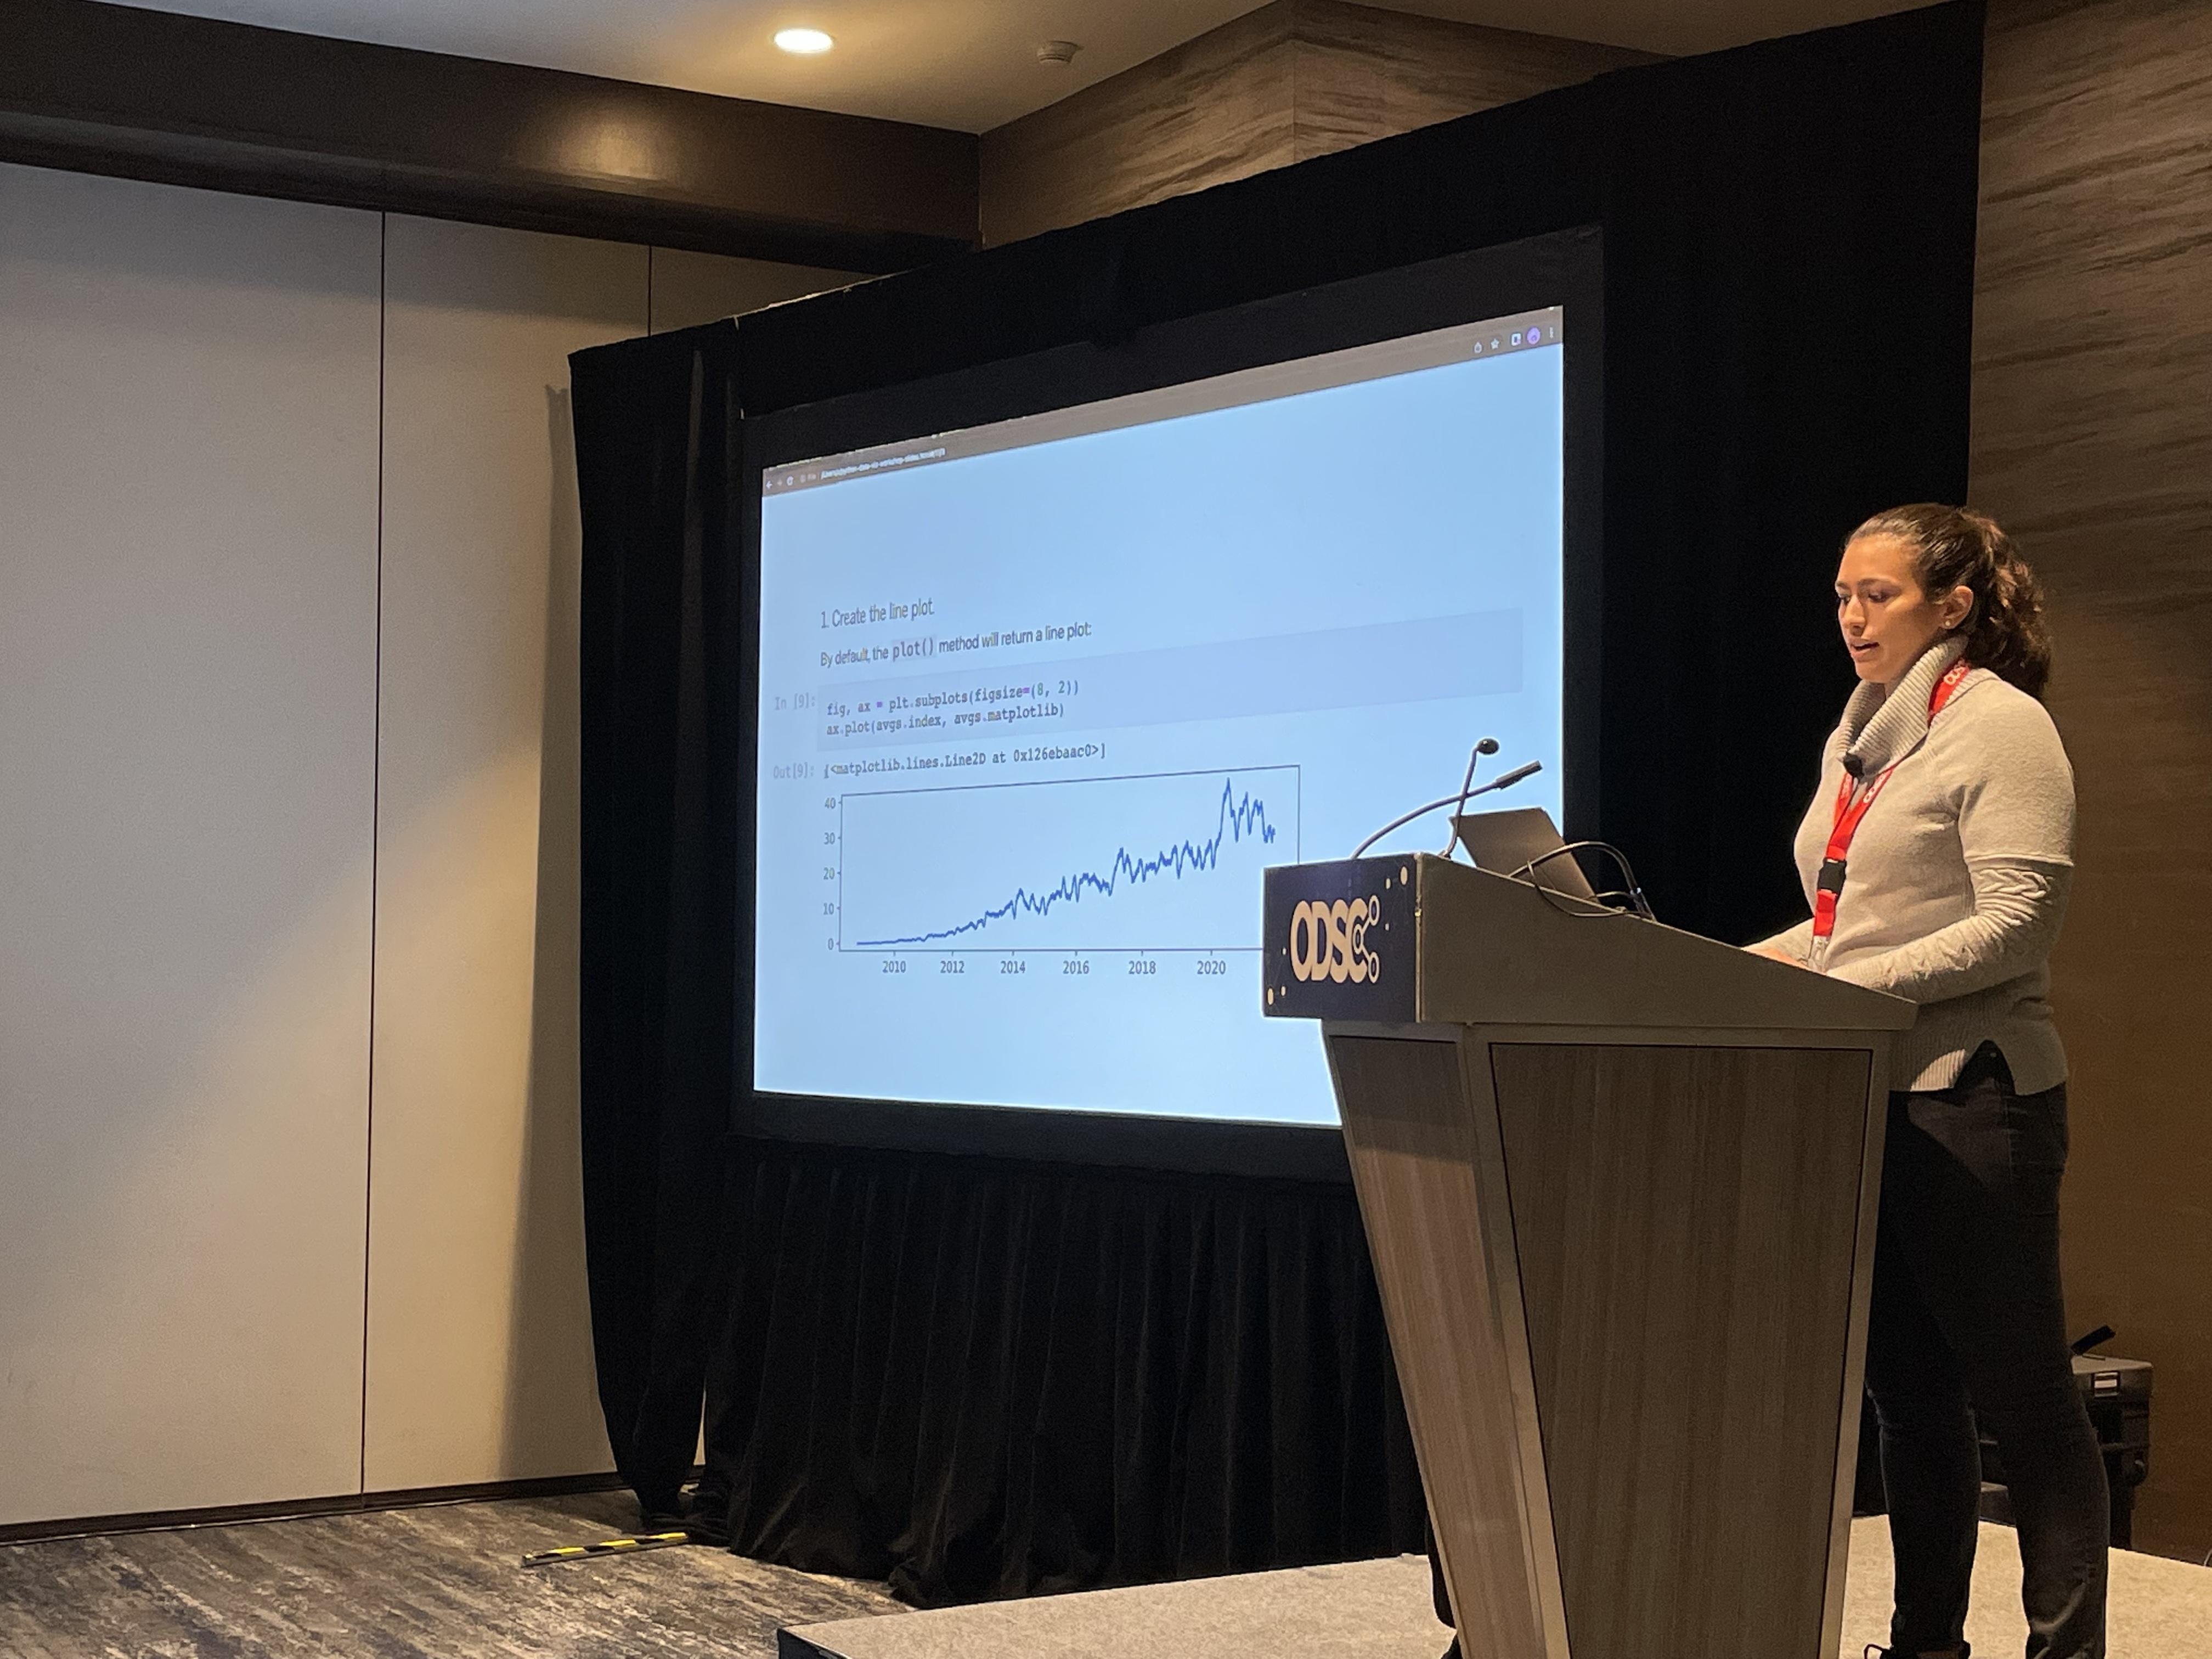 1. Create the line plot.
By default, the plot() method will return a line plot:
In [9]:
fig, ax = plt.subplots(figsize=(8, 2))
ax.plot(avgs.index, avgs.matplotlib)
Out[9]:
[<matplotlib.lines.Line2D at 0x126ebaac0>]
40
30
20
10
0
2010 2012 2014 2016 2018 2020
ODSC